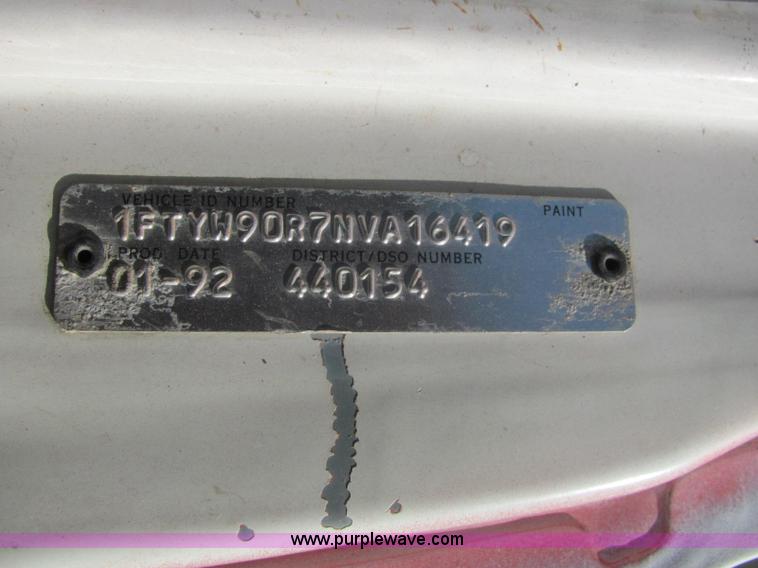 VEHICLE ID NUMBER PAINT
1FTYW90R7NVA16419
PROD DATE DISTRICT/DSO NUMBER
01-92 440154
www.purplewave.com